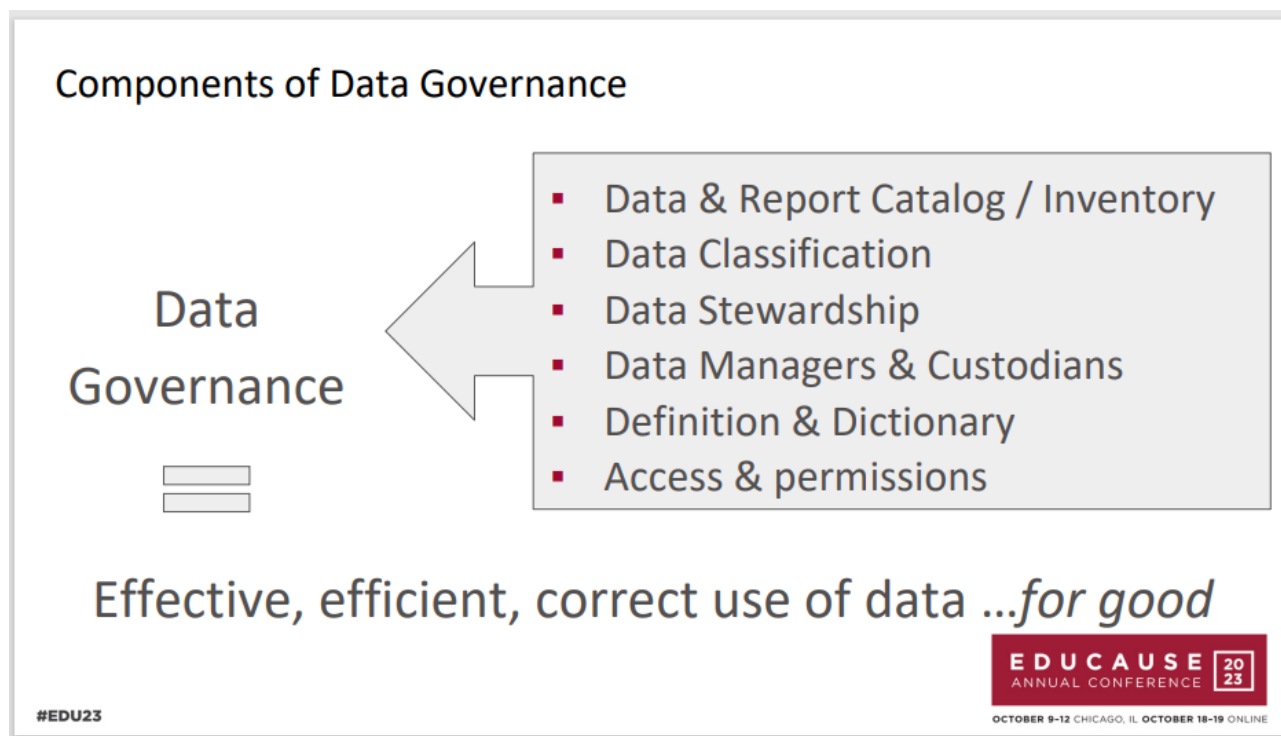 Components of Data Governance
Data
Governance
▪ Data & Report Catalog / Inventory
▪ Data Classification
▪ Data Stewardship
▪ Data Managers & Custodians
▪ Definition & Dictionary
▪ Access & permissions
Effective, efficient, correct use of data ...for good
EDUCAUSE
ANNUAL CONFERENCE
20
23
#EDU23
OCTOBER 9–12 CHICAGO, IL OCTOBER 18–19 ONLINE